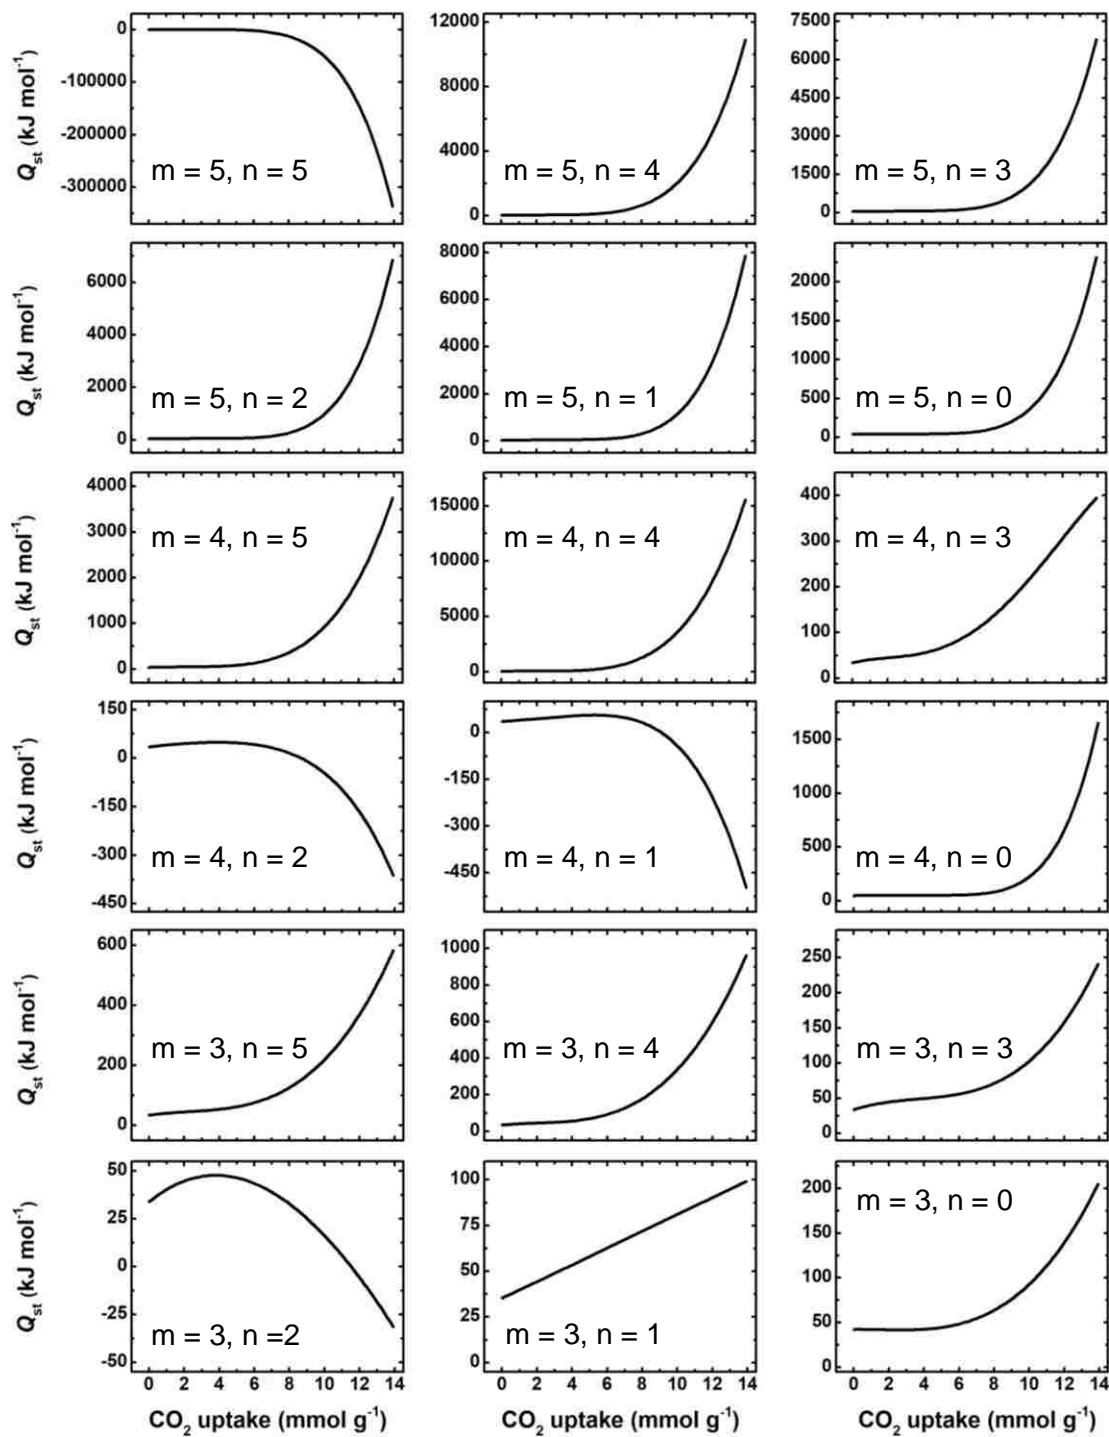 Qst (kJ mol-1)
0
-100000
-200000
-300000
m = 5, n = 5
12000
8000
4000
0
m = 5, n = 4
7500
6000
4500
3000
1500
0
m = 5, n = 3
Qst (kJ mol-1)
6000
4000
2000
0
m = 5, n = 2
8000
6000
4000
2000
0
m = 5, n = 1
2000
1500
1000
500
0
m = 5, n = 0
Qst (kJ mol-1)
4000
3000
2000
1000
0
m = 4, n = 5
15000
10000
5000
0
m = 4, n = 4
400
300
200
100
0
m = 4, n = 3
Qst (kJ mol-1)
150
0
-150
-300
-450
m = 4, n = 2
0
-150
-300
-450
m = 4, n = 1
1500
1000
500
0
m = 4, n = 0
Qst (kJ mol-1)
600
400
200
0
m = 3, n = 5
1000
800
600
400
200
0
m = 3, n = 4
250
200
150
100
50
0
m = 3, n = 3
Qst (kJ mol-1)
50
25
0
-25
-50
m = 3, n =2
100
75
50
25
0
m = 3, n = 1
200
150
100
50
0
m = 3, n = 0
0 2 4 6 8 10 12 14
0 2 4 6 8 10 12 14
0 2 4 6 8 10 12 14
CO2 uptake (mmol g-1)
CO2 uptake (mmol g-1)
CO2 uptake (mmol g-1)